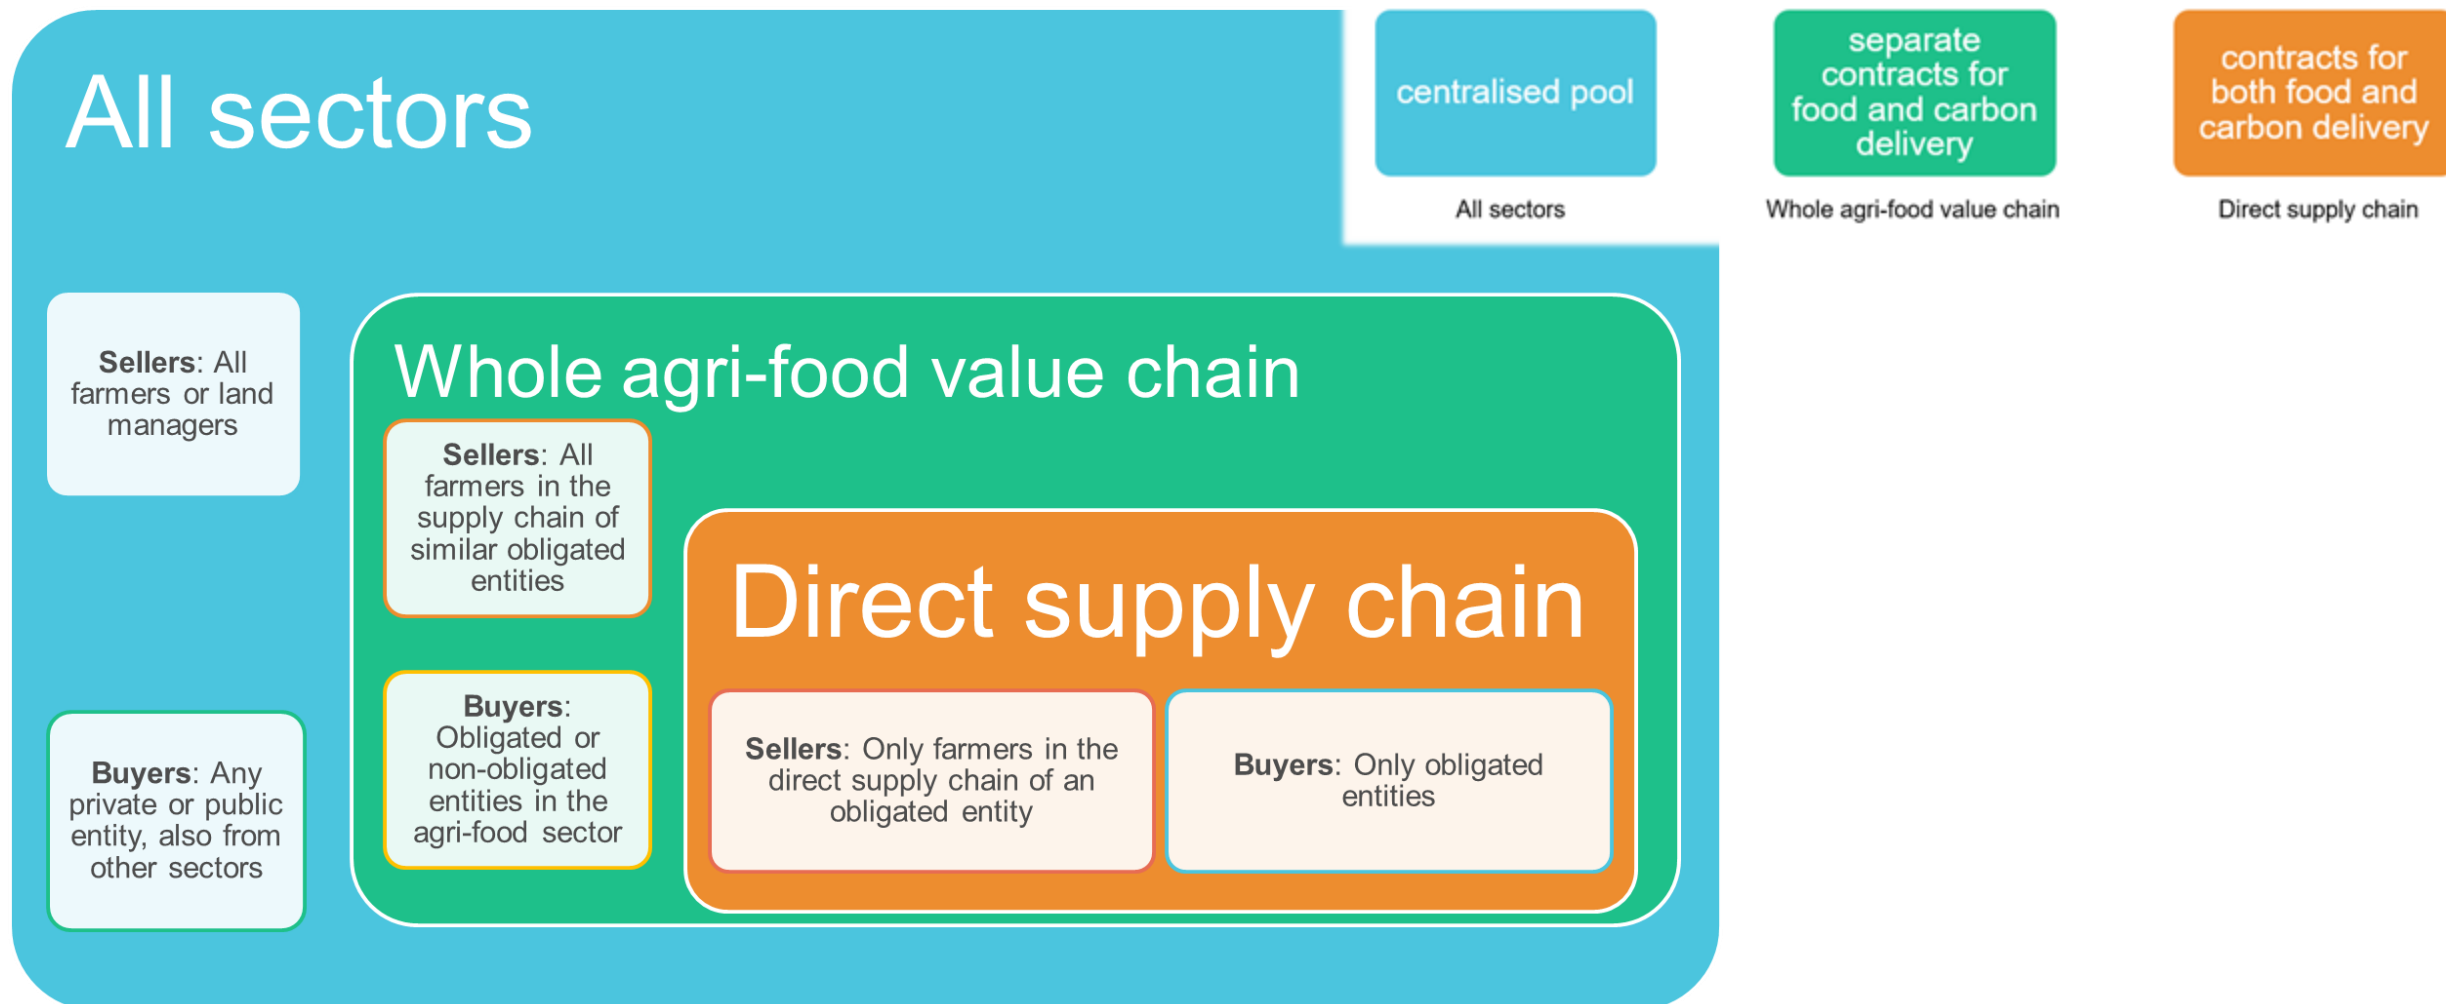 All sectors
centralised pool
All sectors
separate
contracts for
food and carbon
delivery
Whole agri-food value chain
contracts for
both food and
carbon delivery
Direct supply chain
Sellers: All
farmers or land
managers
Buyers: Any
private or public
entity, also from
other sectors
Whole agri-food value chain
Sellers: All
farmers in the
supply chain of
similar obligated
entities
Buyers:
Obligated or
non-obligated
entities in the
agri-food sector
Direct supply chain
Sellers: Only farmers in the
direct supply chain of an
obligated entity
Buyers: Only obligated
entities